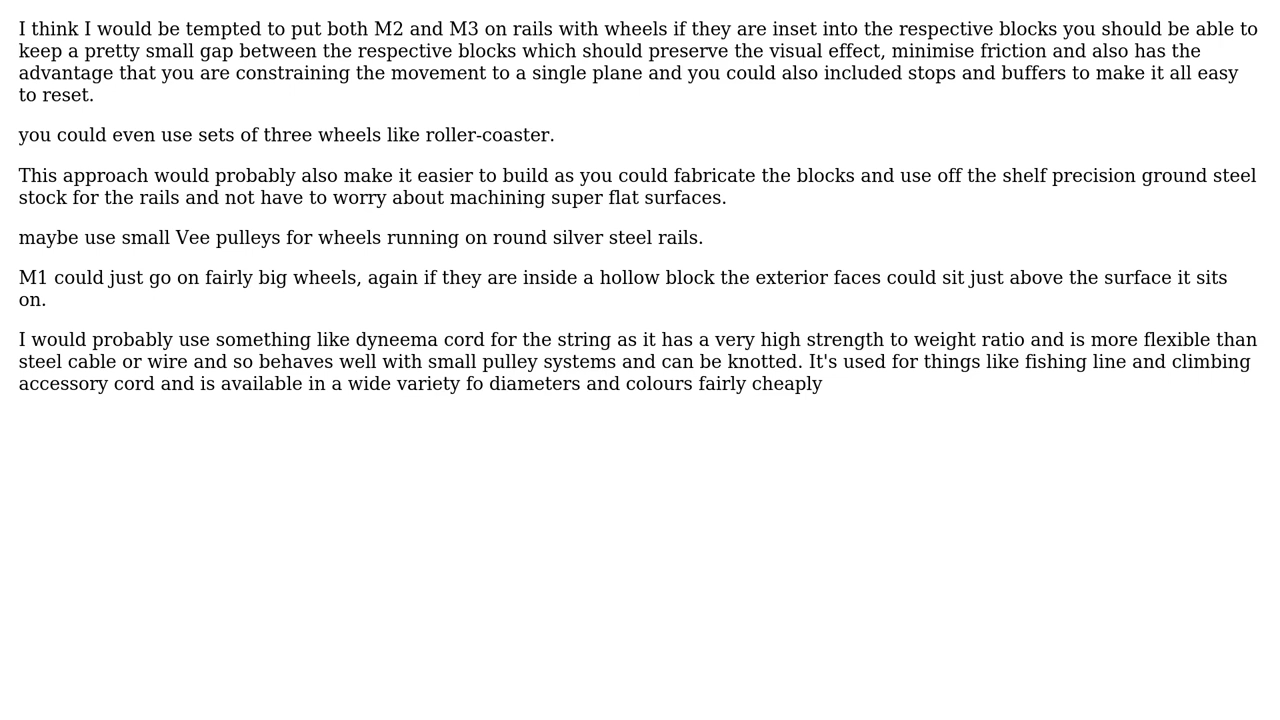 I think I would be tempted to put both M2 and M3 on rails with wheels if they are inset into the respective blocks you should be able to
keep a pretty small gap between the respective blocks which should preserve the visual effect, minimise friction and also has the
advantage that you are constraining the movement to a single plane and you could also included stops and buffers to make it all easy
to reset.
you could even use sets of three wheels like roller-coaster.
This approach would probably also make it easier to build as you could fabricate the blocks and use off the shelf precision ground steel
stock for the rails and not have to worry about machining super flat surfaces.
maybe use small Vee pulleys for wheels running on round silver steel rails.
M1 could just go on fairly big wheels, again if they are inside a hollow block the exterior faces could sit just above the surface it sits
on.
I would probably use something like dyneema cord for the string as it has a very high strength to weight ratio and is more flexible than
steel cable or wire and so behaves well with small pulley systems and can be knotted. It's used for things like fishing line and climbing
accessory cord and is available in a wide variety fo diameters and colours fairly cheaply